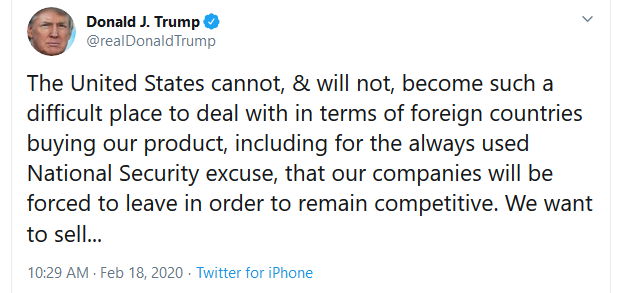 Donald J. Trump
@realDonaldTrump
The United States cannot, & will not, become such a
difficult place to deal with in terms of foreign countries
buying our product, including for the always used
National Security excuse, that our companies will be
forced to leave in order to remain competitive. We want
to sell...
10:29 AM · Feb 18, 2020 · Twitter for iPhone